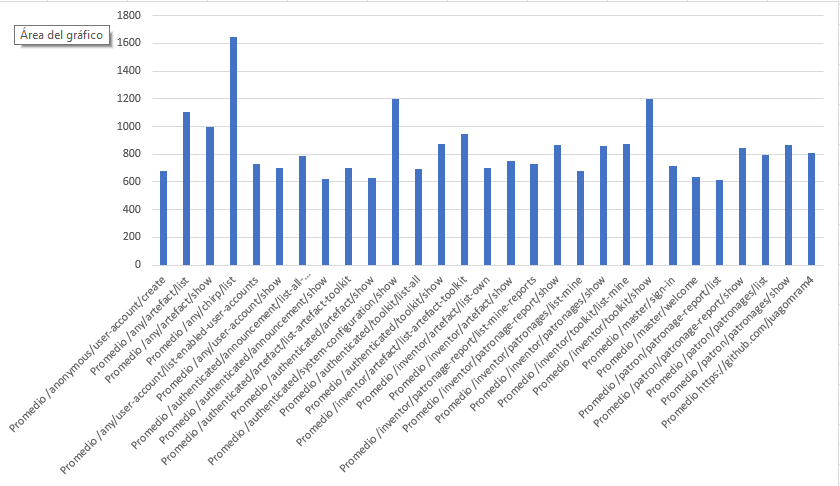 Área del gráfico
1800
1600
1400
1200
1000
800
600
400
200
0
Promedio /anonymous/user-account/create
Promedio /any/artefact/list
Promedio /any/artefact/show
Promedio /any/chirp/list
Promedio /any/user-account/list-enabled-user-accounts
Promedio /any/user-account/show
Promedio /authenticated/announcement/list-all-...
Promedio /authenticated/announcement/show
Promedio /authenticated/artefact/list-artefact-toolkit
Promedio /authenticated/artefact/show
Promedio /authenticated/system-configuration/show
Promedio /authenticated/toolkit/list-all
Promedio /authenticated/toolkit/show
Promedio /inventor/artefact/list-artefact-toolkit
Promedio /inventor/artefact/list-own
Promedio /inventor/artefact/show
Promedio /inventor/patronage-report/list-mine-reports
Promedio /inventor/patronage-report/show
Promedio /inventor/patronages/list-mine
Promedio /inventor/patronages/show
Promedio /inventor/toolkit/list-mine
Promedio /inventor/toolkit/show
Promedio /master/sign-in
Promedio /master/welcome
Promedio /patron/patronage-report/list
Promedio /patron/patronage-report/show
Promedio /patron/patronages/list
Promedio /patron/patronages/show
Promedio https://github.com/juagomram4